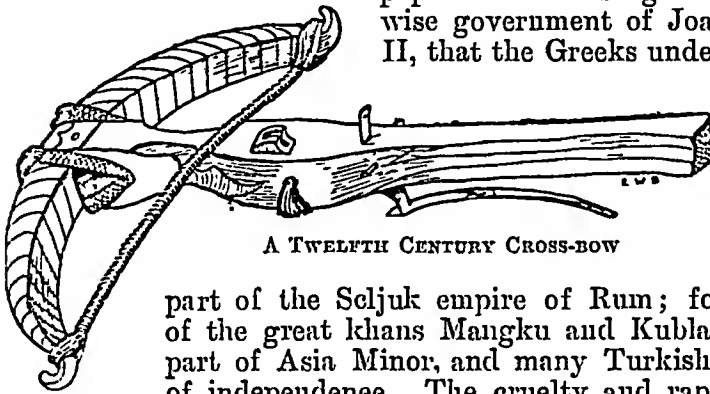 wise government of Joa
II, that the Greeks unde
E W B
A TWELFTH CENTURY CROSS-BOW
part of the Seljuk empire of Rum; fo
of the great khans Mangku and Kubla
part of Asia Minor, and many Turkish
of independence. The cruelty and rap